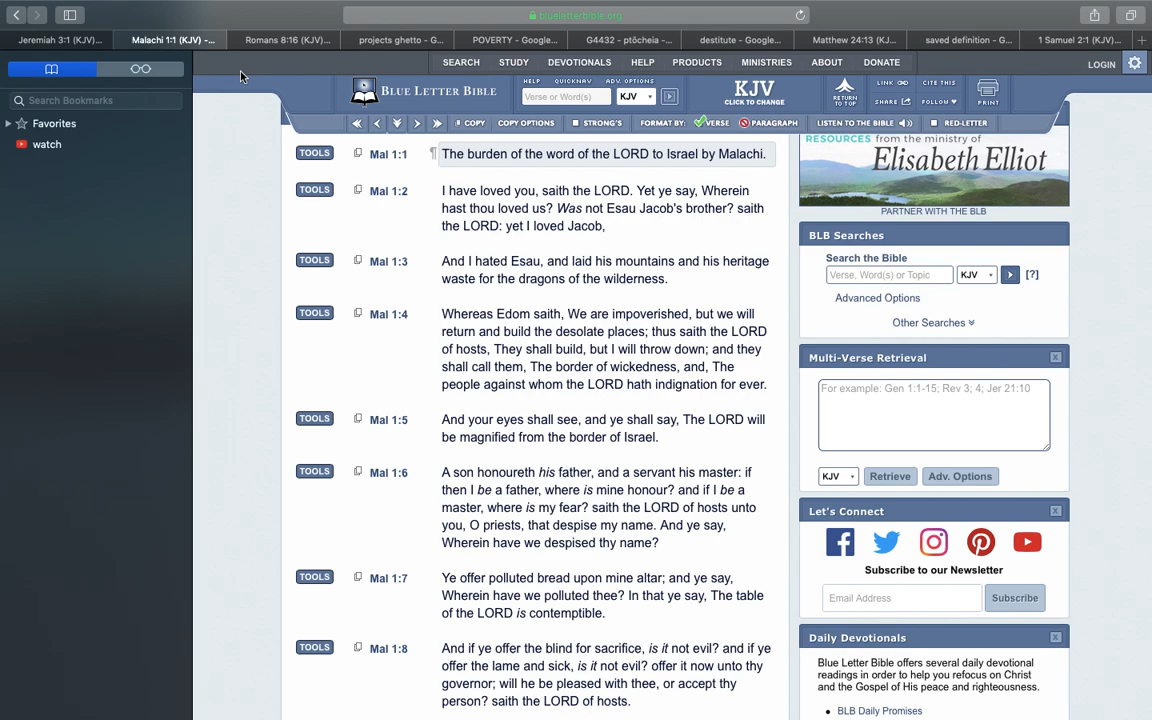 blueletterbible.org
Jeremiah 3:1 (KJV)...
Malachi 1:1 (KJV) -...
Romans 8:16 (KJV)...
projects ghetto - G...
POVERTY - Google...
G4432 - ptōcheia -...
destitute - Google...
Matthew 24:13 (KJ...
saved definition - G...
1 Samuel 2:1 (KJV)...
Search Bookmarks
Favorites
watch
SEARCH STUDY DEVOTIONALS HELP PRODUCTS MINISTRIES ABOUT DONATE
LOGIN
BLUE LETTER BIBLE
HELP QUICKNAV ADV. OPTIONS
Verse or Word(s) KJV
KJV
CLICK TO CHANGE
RETURN
TO TOP
LINK
CITE THIS
SHARE
FOLLOW
PRINT
COPY COPY OPTIONS STRONG'S FORMAT BY: VERSE PARAGRAPH LISTEN TO THE BIBLE RED-LETTER
TOOLS Mal 1:1 ¶ The burden of the word of the LORD to Israel by Malachi.
TOOLS Mal 1:2 I have loved you, saith the LORD. Yet ye say, Wherein
hast thou loved us? Was not Esau Jacob's brother? saith
the LORD: yet I loved Jacob,
TOOLS Mal 1:3 And I hated Esau, and laid his mountains and his heritage
waste for the dragons of the wilderness.
TOOLS Mal 1:4 Whereas Edom saith, We are impoverished, but we will
return and build the desolate places; thus saith the LORD
of hosts, They shall build, but I will throw down; and they
shall call them, The border of wickedness, and, The
people against whom the LORD hath indignation for ever.
TOOLS Mal 1:5 And your eyes shall see, and ye shall say, The LORD will
be magnified from the border of Israel.
TOOLS Mal 1:6 A son honoureth his father, and a servant his master: if
then I be a father, where is mine honour? and if I be a
master, where is my fear? saith the LORD of hosts unto
you, O priests, that despise my name. And ye say,
Wherein have we despised thy name?
TOOLS Mal 1:7 Ye offer polluted bread upon mine altar; and ye say,
Wherein have we polluted thee? In that ye say, The table
of the LORD is contemptible.
TOOLS Mal 1:8 And if ye offer the blind for sacrifice, is it not evil? and if ye
offer the lame and sick, is it not evil? offer it now unto thy
governor; will he be pleased with thee, or accept thy
person? saith the LORD of hosts.
RESOURCES from the ministry of
Elisabeth Elliot
PARTNER WITH THE BLB
BLB Searches
Search the Bible
Verse, Word(s) or Topic KJV [?]
Advanced Options
Other Searches
Multi-Verse Retrieval
For example: Gen 1:1-15; Rev 3; 4; Jer 21:10
KJV Retrieve Adv. Options
Let's Connect
Subscribe to our Newsletter
Email Address Subscribe
Daily Devotionals
Blue Letter Bible offers several daily devotional
readings in order to help you refocus on Christ
and the Gospel of His peace and righteousness.
BLB Daily Promises